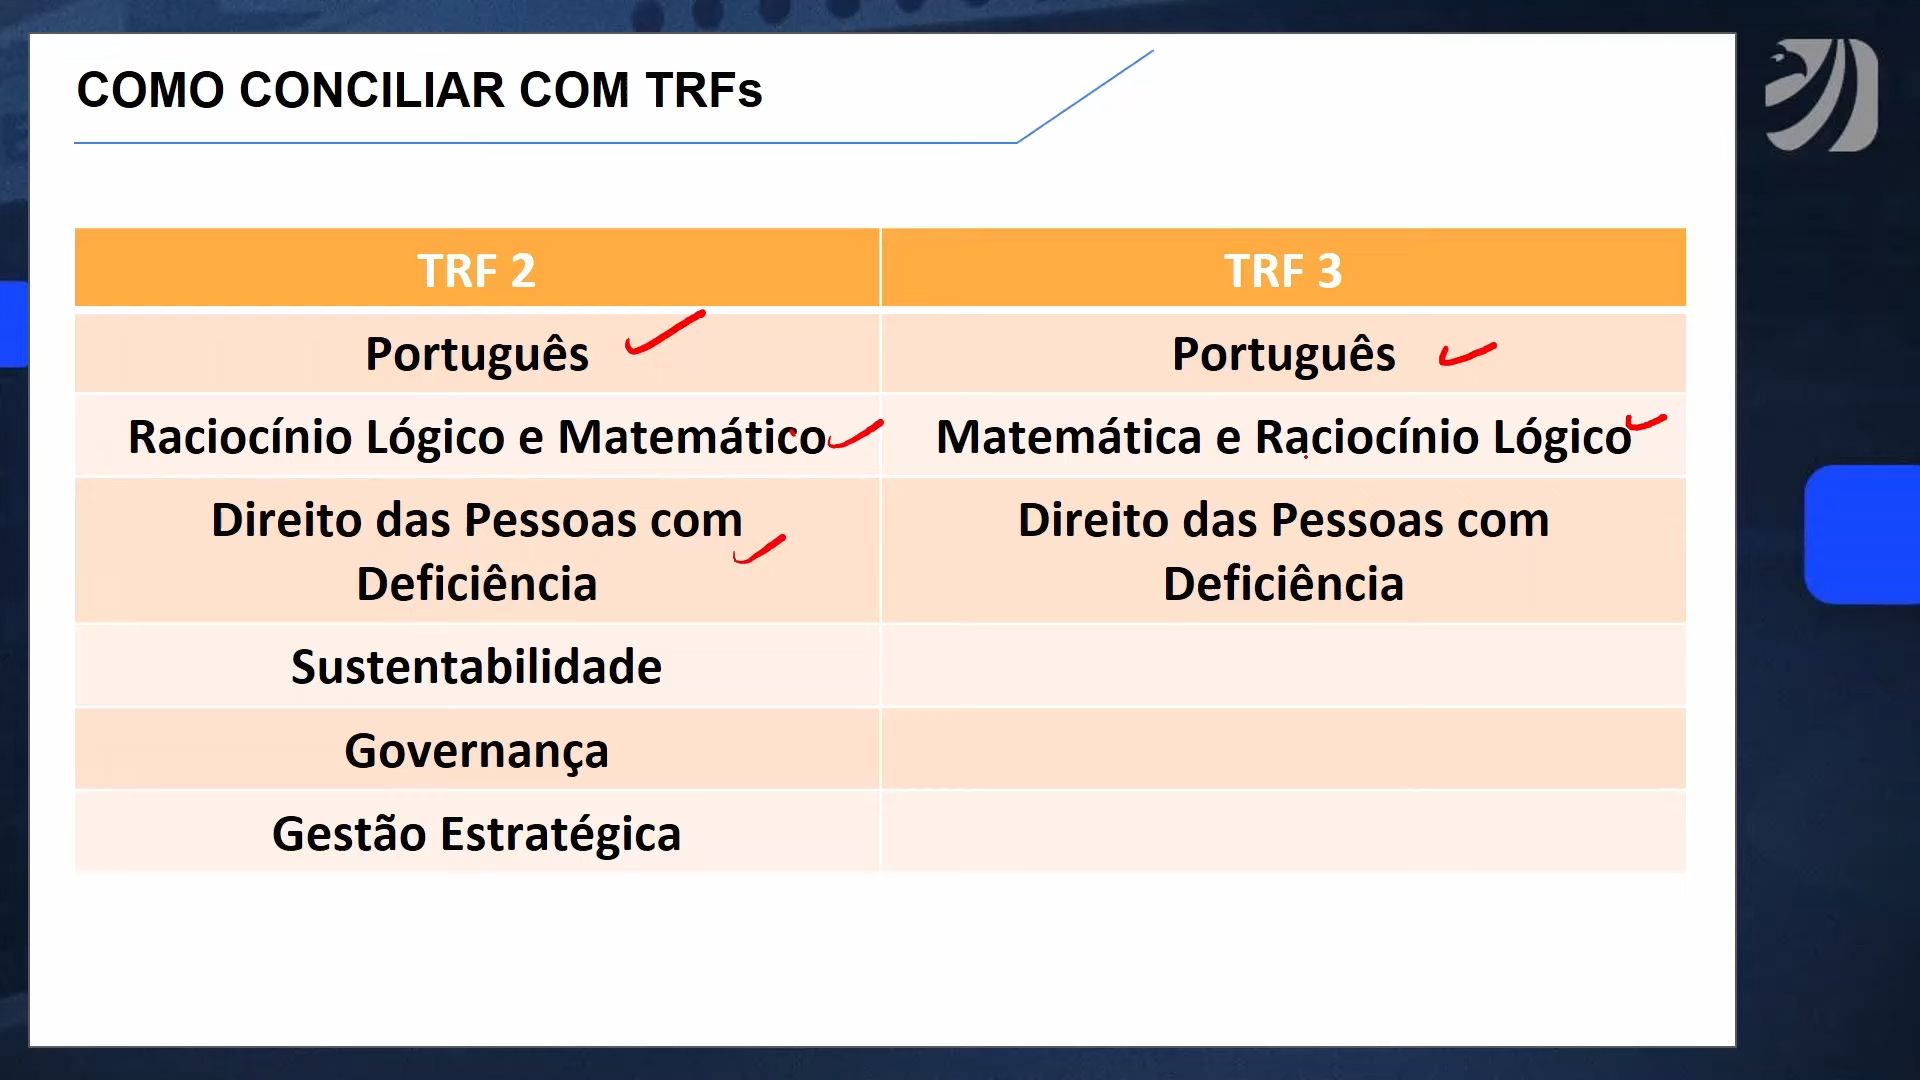 COMO CONCILIAR COM TRFs
TRF 2
TRF 3
Português
Português
Raciocínio Lógico e Matemático
Matemática e Raciocínio Lógico
Direito das Pessoas com
Deficiência
Direito das Pessoas com
Deficiência
Sustentabilidade
Governança
Gestão Estratégica